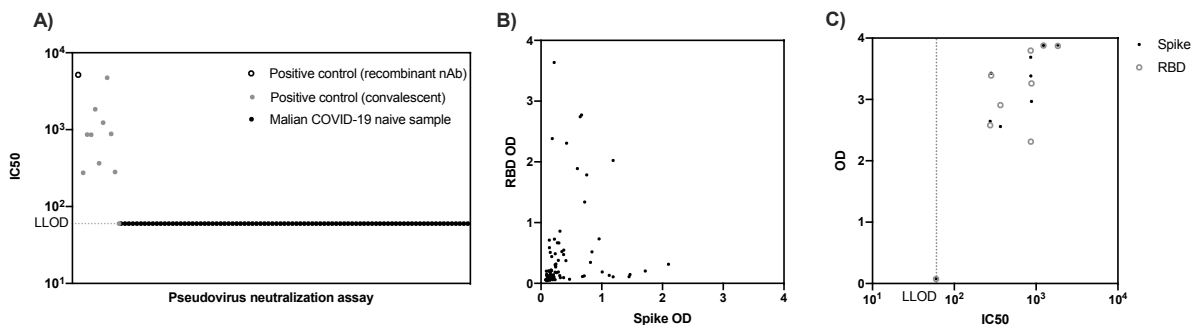 A)
10⁴
10³
10²
10¹
IC50
LLOD
Positive control (recombinant nAb)
Positive control (convalescent)
Malian COVID-19 naive sample
Pseudovirus neutralization assay
B)
4
3
2
1
0
RBD OD
0 1 2 3 4
Spike OD
C)
4
3
2
1
0
OD
LLOD
10¹ 10² 10³ 10⁴
IC50
Spike
RBD